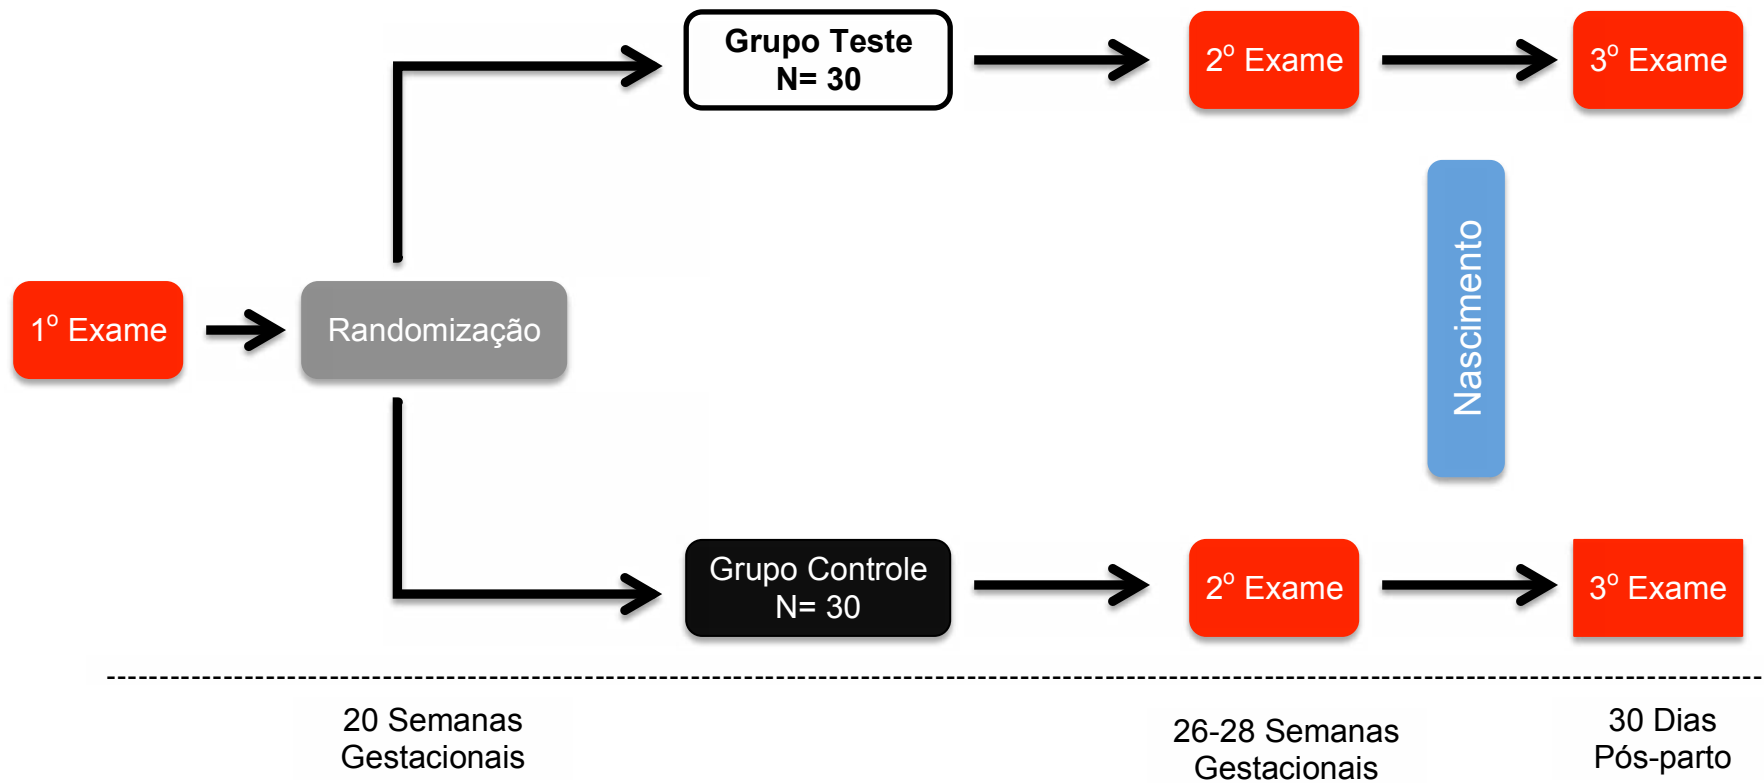 Grupo Teste
N= 30
2º Exame
3º Exame
Nascimento
1º Exame
Randomização
Grupo Controle
N= 30
2º Exame
3º Exame
20 Semanas
Gestacionais
26-28 Semanas
Gestacionais
30 Dias
Pós-parto